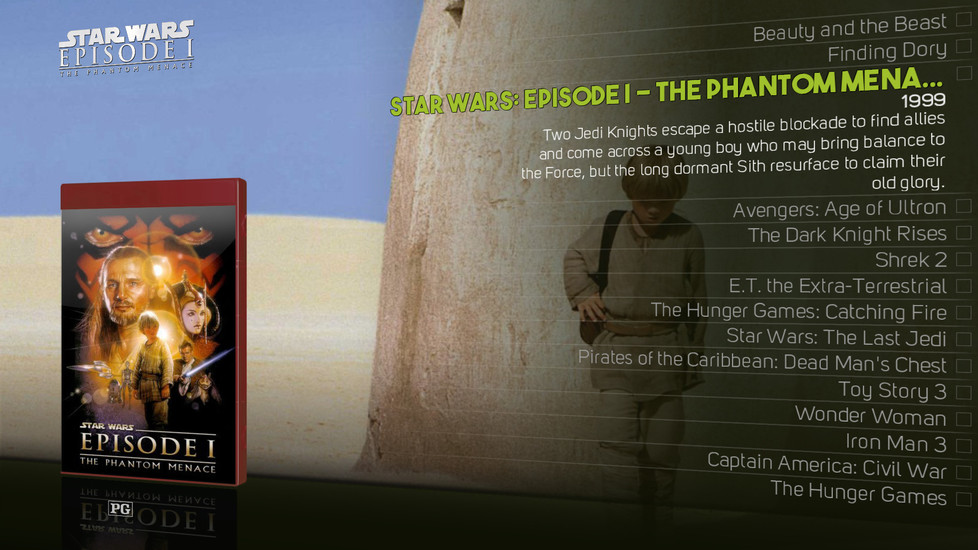 STAR WARS
EPISODE I
THE PHANTOM MENACE
Beauty and the Beast
Finding Dory
STAR WARS: EPISODE I – THE PHANTOM MENA...
1999
Two Jedi Knights escape a hostile blockade to find allies
and come across a young boy who may bring balance to
the Force, but the long dormant Sith resurface to claim their
old glory.
Avengers: Age of Ultron
The Dark Knight Rises
Shrek 2
E.T. the Extra-Terrestrial
The Hunger Games: Catching Fire
Star Wars: The Last Jedi
Pirates of the Caribbean: Dead Man's Chest
Toy Story 3
Wonder Woman
Iron Man 3
Captain America: Civil War
The Hunger Games
STAR WARS
EPISODE I
THE PHANTOM MENACE
PG